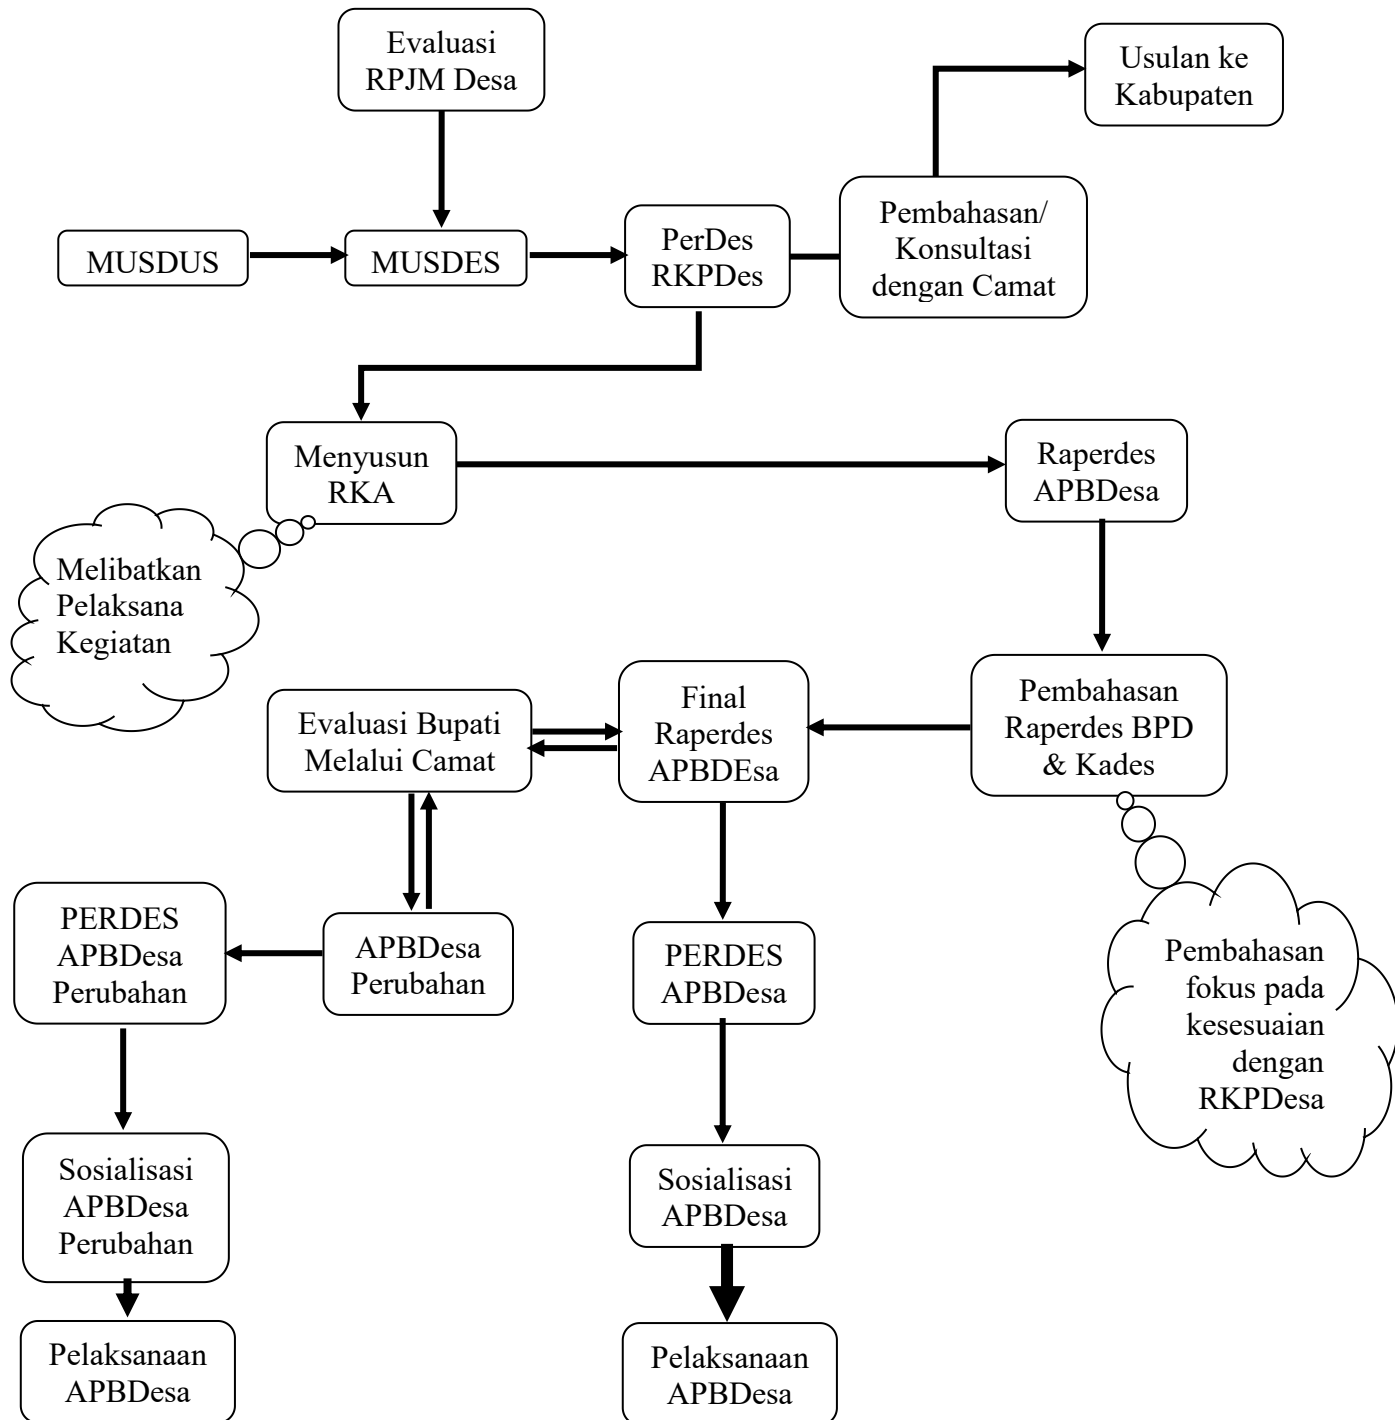 Evaluasi
RPJM Desa
Usulan ke
Kabupaten
MUSDUS
MUSDES
PerDes
RKPDes
Pembahasan/
Konsultasi
dengan Camat
Menyusun
RKA
Raperdes
APBDesa
Melibatkan
Pelaksana
Kegiatan
Evaluasi Bupati
Melalui Camat
Final
Raperdes
APBDEsa
Pembahasan
Raperdes BPD
& Kades
PERDES
APBDesa
Perubahan
APBDesa
Perubahan
PERDES
APBDesa
Pembahasan
fokus pada
kesesuaian
dengan
RKPDesa
Sosialisasi
APBDesa
Perubahan
Sosialisasi
APBDesa
Pelaksanaan
APBDesa
Pelaksanaan
APBDesa